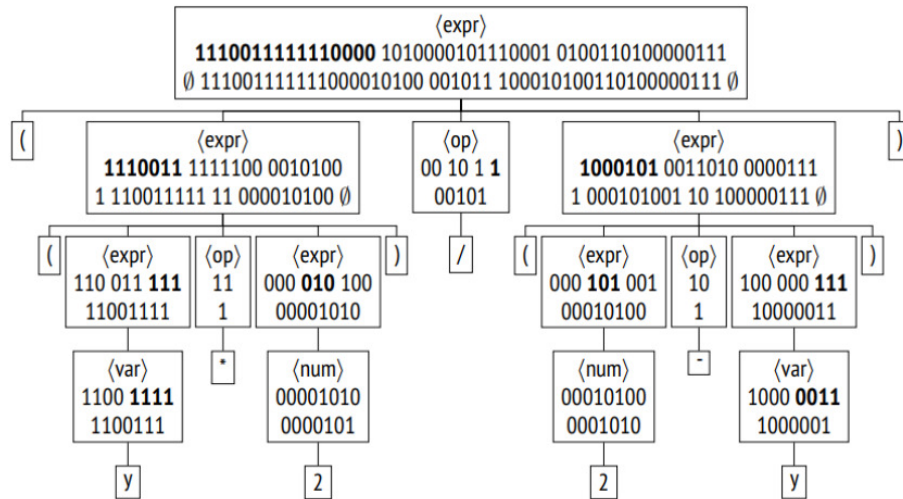 ⟨expr⟩
1110011111110000 1010000101110001 0100110100000111
∅ 111001111111000010100 001011 1000101001101​00000111 ∅
( ⟨expr⟩ ⟨op⟩ ⟨expr⟩ )
1110011 1111100 0010100 00 10 1 1 1000101 0011010 0000111
1 110011111 11 000010100 ∅ 00101 1 000101001 10 100000111 ∅
( ⟨expr⟩ ⟨op⟩ ⟨expr⟩ ) / ( ⟨expr⟩ ⟨op⟩ ⟨expr⟩ )
110 011 111 11 000 010 100 000 101 001 10 100 000 111
11001111 1 00001010 00010100 1 10000011
⟨var⟩ * ⟨num⟩ ⟨num⟩ - ⟨var⟩
1100 1111 00001010 00010100 1000 0011
1100111 0000101 0001010 1000001
y 2 2 y